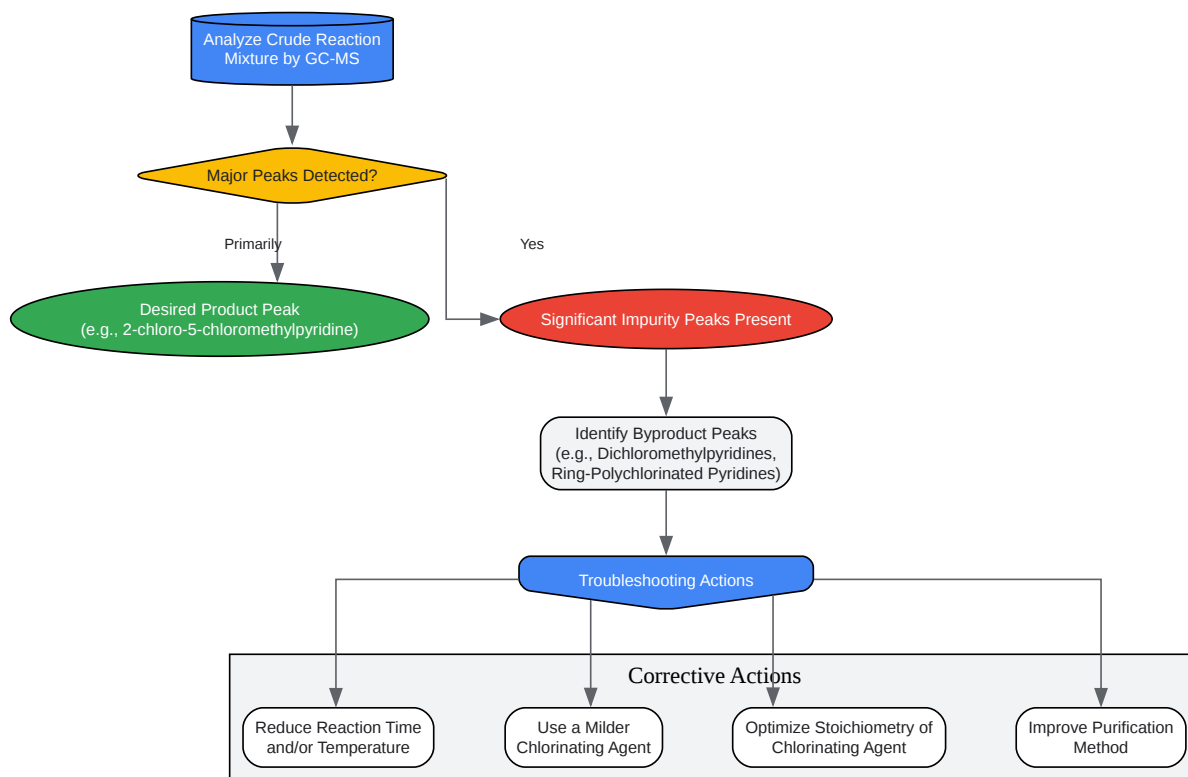 Analyze Crude Reaction
Mixture by GC-MS
Major Peaks Detected?
Primarily
Yes
Desired Product Peak
(e.g., 2-chloro-5-chloromethylpyridine)
Significant Impurity Peaks Present
Identify Byproduct Peaks
(e.g., Dichloromethylpyridines,
Ring-Polychlorinated Pyridines)
Troubleshooting Actions
Corrective Actions
Reduce Reaction Time
and/or Temperature
Use a Milder
Chlorinating Agent
Optimize Stoichiometry of
Chlorinating Agent
Improve Purification
Method